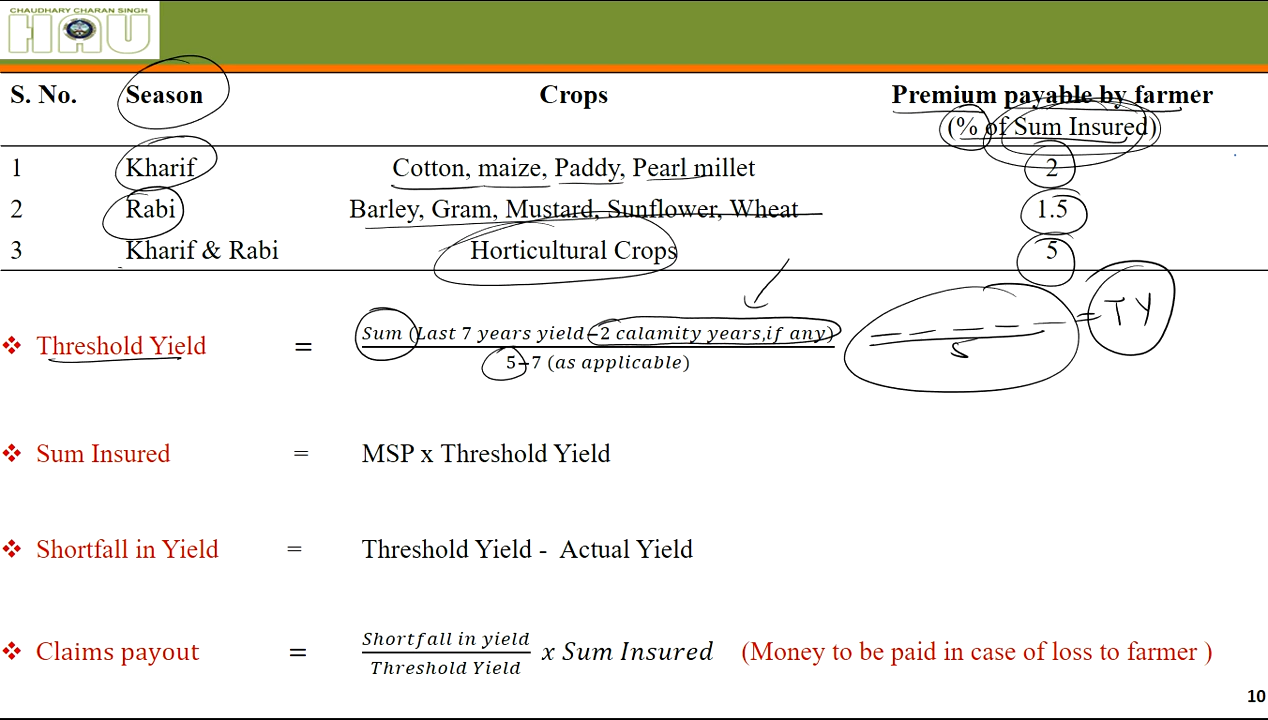 CHAUDHARY CHARAN SINGH
HAU
S. No. Season Crops Premium payable by farmer
(% of Sum Insured)
1 Kharif Cotton, maize, Paddy, Pearl millet 2
2 Rabi Barley, Gram, Mustard, Sunflower, Wheat 1.5
3 Kharif & Rabi Horticultural Crops 5
❖ Threshold Yield = Sum (Last 7 years yield–2 calamity years,if any)
5–7 (as applicable)
5 = TY
❖ Sum Insured = MSP x Threshold Yield
❖ Shortfall in Yield = Threshold Yield - Actual Yield
❖ Claims payout = Shortfall in yield
Threshold Yield
x Sum Insured (Money to be paid in case of loss to farmer )
10